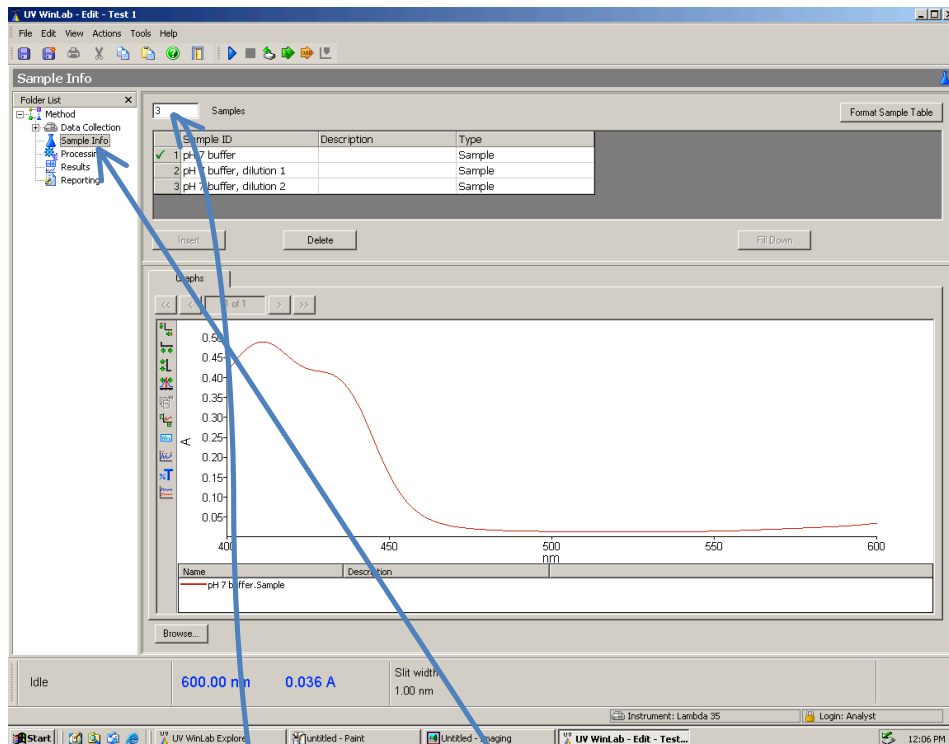 UV WinLab - Edit - Test 1
File Edit View Actions Tools Help
Sample Info
Folder List
Method
Data Collection
Sample Info
Processing
Results
Reporting
3 Samples
Format Sample Table
Sample ID Description Type
1 pH 7 buffer Sample
2 pH 7 buffer, dilution 1 Sample
3 pH 7 buffer, dilution 2 Sample
Insert Delete Fill Down
Graphs
<< < 1 of 1 > >>
0.50
0.45
0.40
0.35
0.30
0.25
0.20
0.15
0.10
0.05
A
%T
400 450 500 550 600
nm
Name Description
pH 7 buffer.Sample
Browse...
Idle 600.00 nm 0.036 A Slit width
1.00 nm
Instrument: Lambda 35 Login: Analyst
Start UV WinLab Explorer untitled - Paint Untitled - Imaging UV WinLab - Edit - Test... 12:06 PM